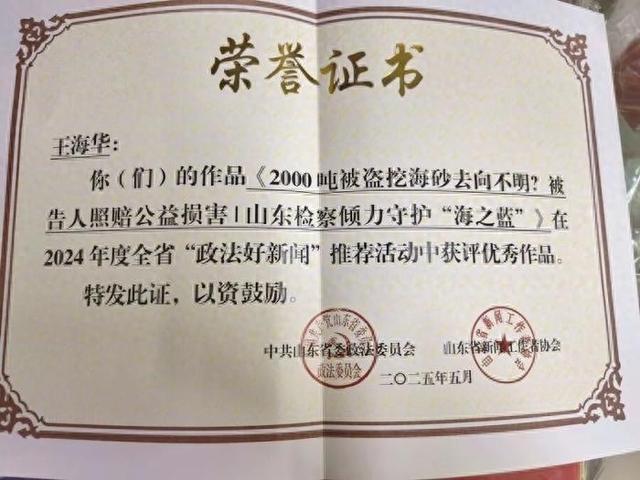 荣誉证书
王海华：
你（们）的作品《2000吨被盗挖海砂去向不明？被
告人照赔公益损害|山东检察倾力守护“海之蓝”》在
2024年度全省“政法好新闻”推荐活动中获评优秀作品。
特发此证，以资鼓励。
中共山东省委政法委员会 山东省新闻工作者协会
政法委员会
二〇二五年五月